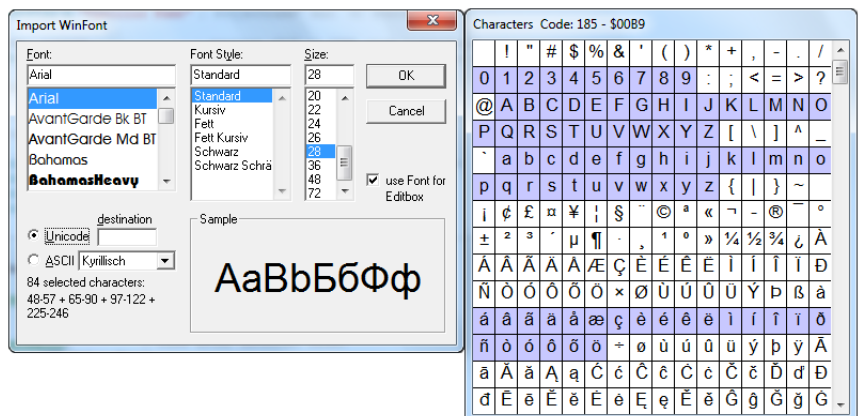 Import WinFont
Font:
Font Style:
Size:
Arial
Standard
28
OK
Arial
AvantGarde Bk BT
AvantGarde Md BT
Bahamas
BahamasHeavy
Standard
Kursiv
Fett
Fett Kursiv
Schwarz
Schwarz Schrä
20
22
24
26
28
36
48
72
Cancel
use Font for
Editbox
destination
Unicode
ASCII Kyrillisch
84 selected characters:
48-57 + 65-90 + 97-122 +
225-246
Sample
AaBbБбФф
Characters Code: 185 - $00B9
! " # $ % & ' ( ) * + , - . /
0 1 2 3 4 5 6 7 8 9 : ; < = > ?
@ A B C D E F G H I J K L M N O
P Q R S T U V W X Y Z [ \ ] ^ _
` a b c d e f g h i j k l m n o
p q r s t u v w x y z { | } ~
¡ ¢ £ ¤ ¥ ¦ § ¨ © ª « ¬ - ® ¯ °
± ² ³ ´ µ ¶ · ¸ ¹ º » ¼ ½ ¾ ¿ À
Á Â Ã Ä Å Æ Ç È É Ê Ë Ì Í Î Ï Ð
Ñ Ò Ó Ô Õ Ö × Ø Ù Ú Û Ü Ý Þ ß à
á â ã ä å æ ç è é ê ë ì í î ï ð
ñ ò ó ô õ ö ÷ ø ù ú û ü ý þ ÿ Ā
ā Ă ă Ą ą Ć ć Ĉ ĉ Ċ ċ Č č Ď ď Đ
đ Ē ē Ĕ ĕ Ė ė Ę ę Ě ě Ĝ ĝ Ğ ğ Ġ